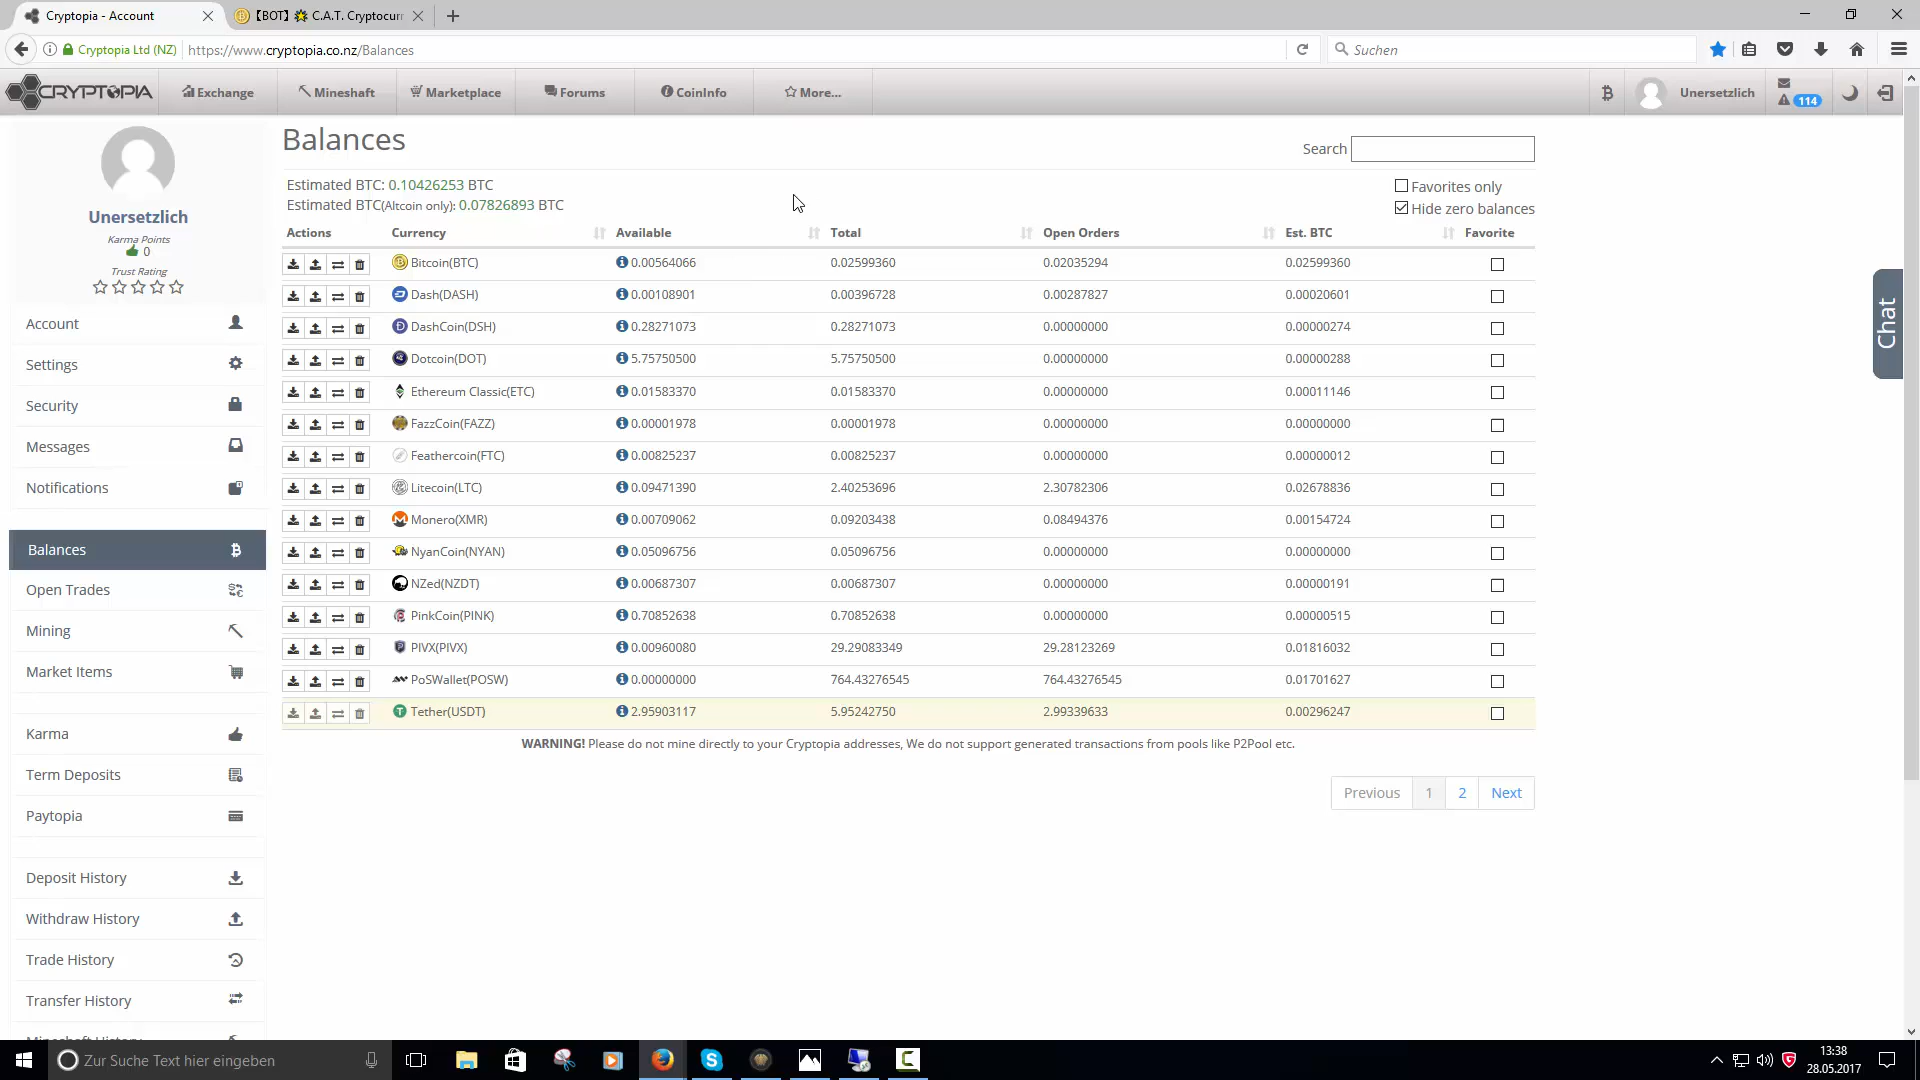 Cryptopia - Account
【BOT】 C.A.T. Cryptocurr
Cryptopia Ltd (NZ)
https://www.cryptopia.co.nz/Balances
Suchen
CRYPTOPIA
Exchange
Mineshaft
Marketplace
Forums
CoinInfo
More...
Unersetzlich
114
Unersetzlich
Karma Points
0
Trust Rating
Account
Settings
Security
Messages
Notifications
Balances
Open Trades
Mining
Market Items
Karma
Term Deposits
Paytopia
Deposit History
Withdraw History
Trade History
Transfer History
Balances
Search
Estimated BTC: 0.10426253 BTC
Estimated BTC(Altcoin only): 0.07826893 BTC
Favorites only
Hide zero balances
Actions Currency Available Total Open Orders Est. BTC Favorite
Bitcoin(BTC) 0.00564066 0.02599360 0.02035294 0.02599360
Dash(DASH) 0.00108901 0.00396728 0.00287827 0.00020601
DashCoin(DSH) 0.28271073 0.28271073 0.00000000 0.00000274
Dotcoin(DOT) 5.75750500 5.75750500 0.00000000 0.00000288
Ethereum Classic(ETC) 0.01583370 0.01583370 0.00000000 0.00011146
FazzCoin(FAZZ) 0.00001978 0.00001978 0.00000000 0.00000000
Feathercoin(FTC) 0.00825237 0.00825237 0.00000000 0.00000012
Litecoin(LTC) 0.09471390 2.40253696 2.30782306 0.02678836
Monero(XMR) 0.00709062 0.09203438 0.08494376 0.00154724
NyanCoin(NYAN) 0.05096756 0.05096756 0.00000000 0.00000000
NZed(NZDT) 0.00687307 0.00687307 0.00000000 0.00000191
PinkCoin(PINK) 0.70852638 0.70852638 0.00000000 0.00000515
PIVX(PIVX) 0.00960080 29.29083349 29.28123269 0.01816032
PoSWallet(POSW) 0.00000000 764.43276545 764.43276545 0.01701627
Tether(USDT) 2.95903117 5.95242750 2.99339633 0.00296247
WARNING! Please do not mine directly to your Cryptopia addresses, We do not support generated transactions from pools like P2Pool etc.
Previous 1 2 Next
Chat
Zur Suche Text hier eingeben
13:38
28.05.2017